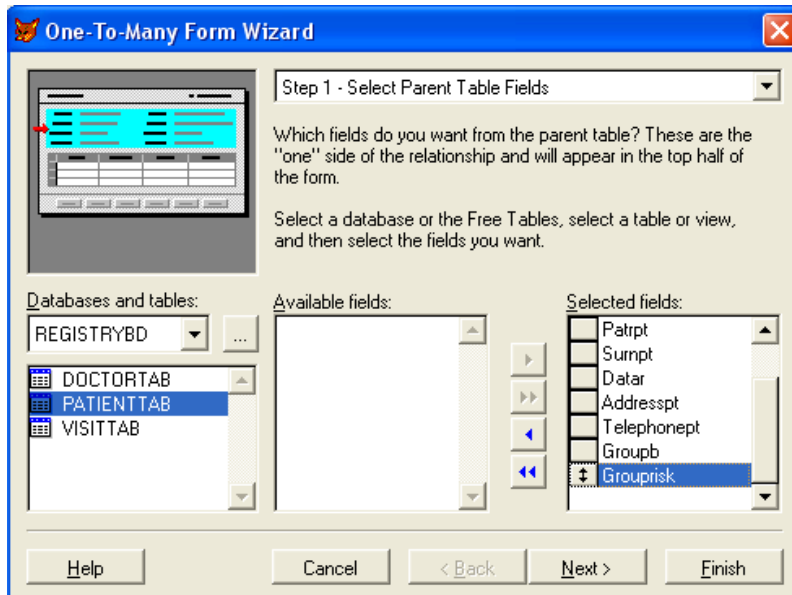 One-To-Many Form Wizard
Step 1 - Select Parent Table Fields
Which fields do you want from the parent table? These are the
"one" side of the relationship and will appear in the top half of
the form.
Select a database or the Free Tables, select a table or view,
and then select the fields you want.
Databases and tables:
REGISTRYBD
...
DOCTORTAB
PATIENTTAB
VISITTAB
Available fields:
Selected fields:
Patrpt
Surnpt
Datar
Addresspt
Telephonept
Groupb
Grouprisk
Help
Cancel
< Back
Next >
Finish